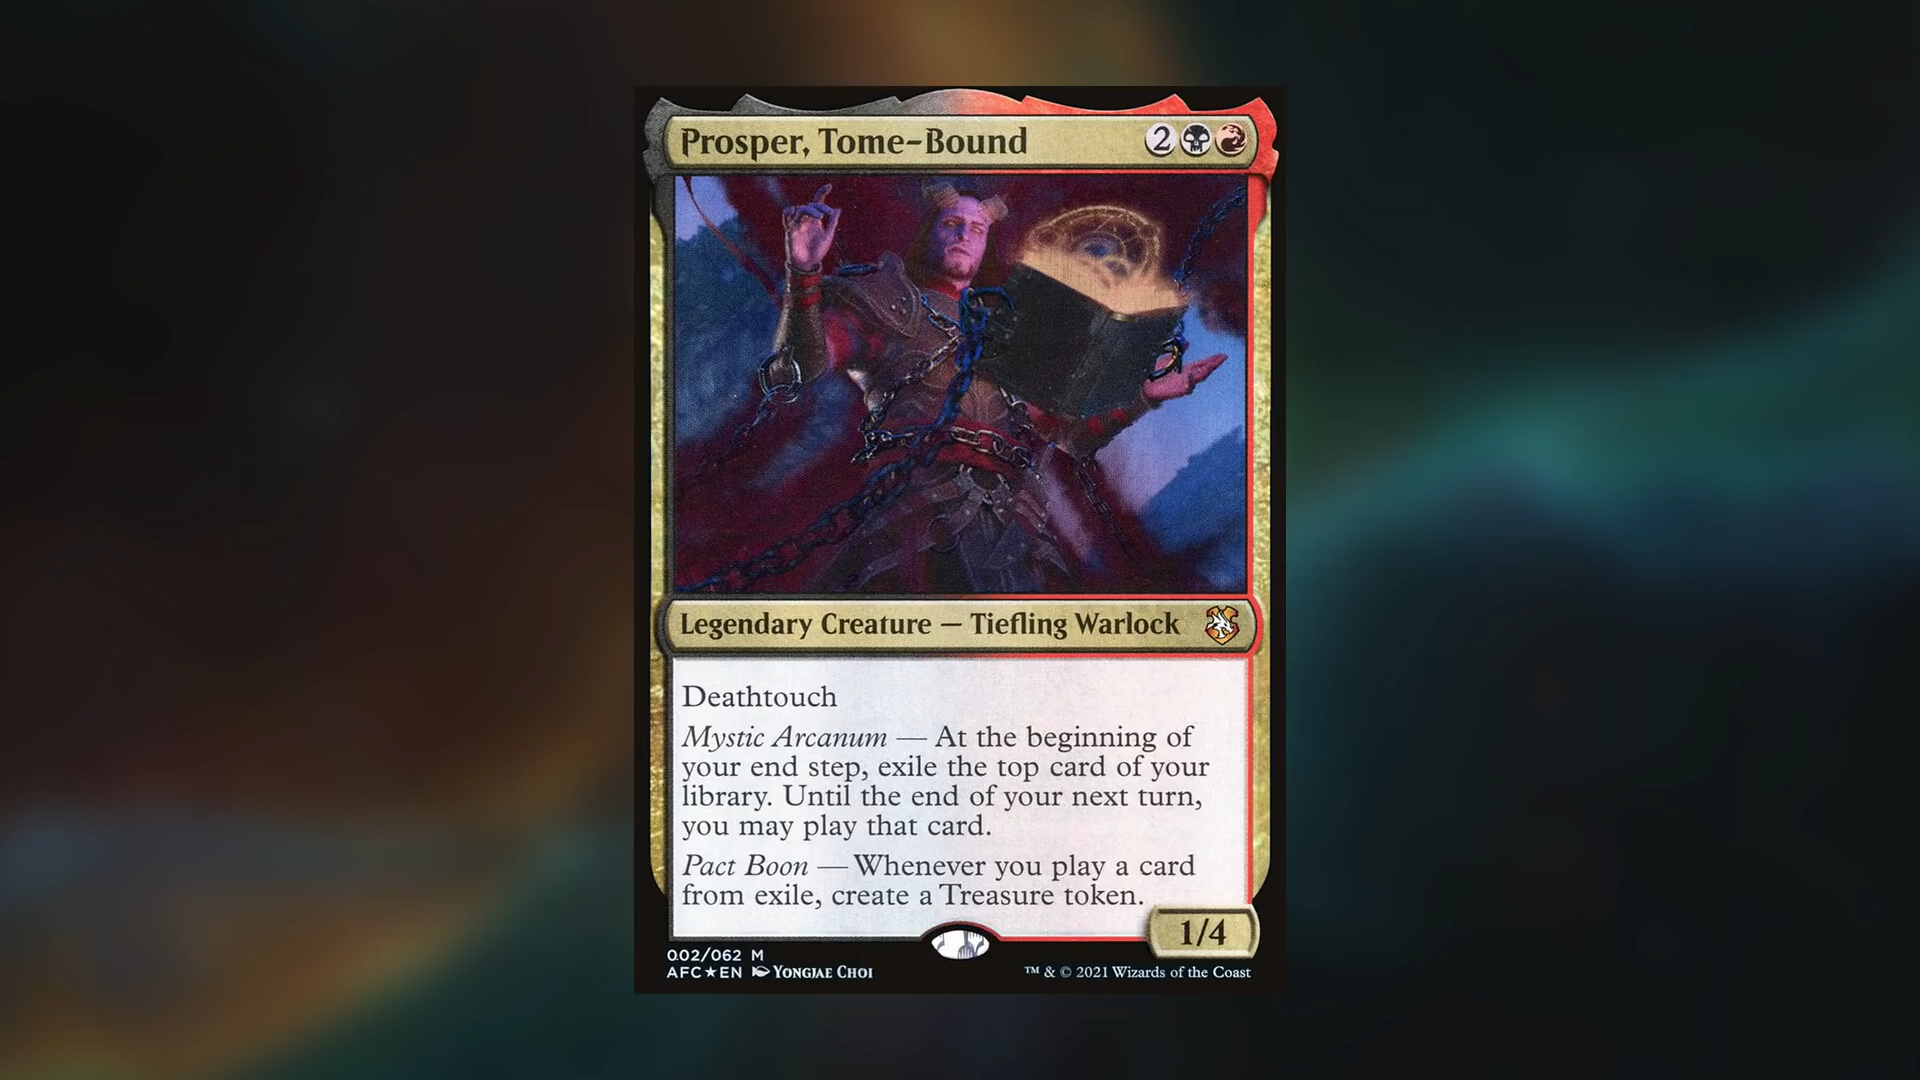 Prosper, Tome-Bound 2
Legendary Creature — Tiefling Warlock
Deathtouch
Mystic Arcanum — At the beginning of
your end step, exile the top card of your
library. Until the end of your next turn,
you may play that card.
Pact Boon — Whenever you play a card
from exile, create a Treasure token.
1/4
002/062 M
AFC★EN Yongjae Choi
™ & © 2021 Wizards of the Coast